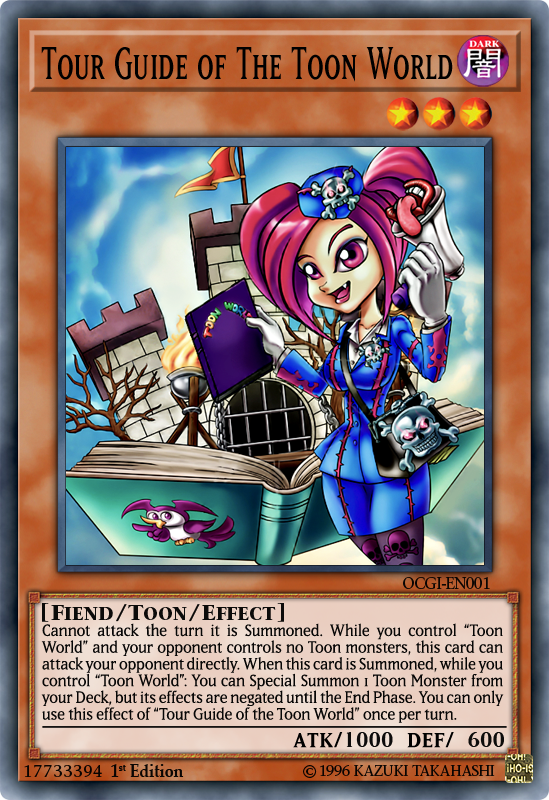 TOUR GUIDE OF THE TOON WORLD
DARK
闇
TOON WORLD
OCGI-EN001
[FIEND/TOON/EFFECT]
Cannot attack the turn it is Summoned. While you control “Toon
World” and your opponent controls no Toon monsters, this card can
attack your opponent directly. When this card is Summoned, while you
control “Toon World”: You can Special Summon 1 Toon Monster from
your Deck, but its effects are negated until the End Phase. You can only
use this effect of “Tour Guide of the Toon World” once per turn.
ATK/1000 DEF/ 600
17733394 1st Edition
© 1996 KAZUKI TAKAHASHI